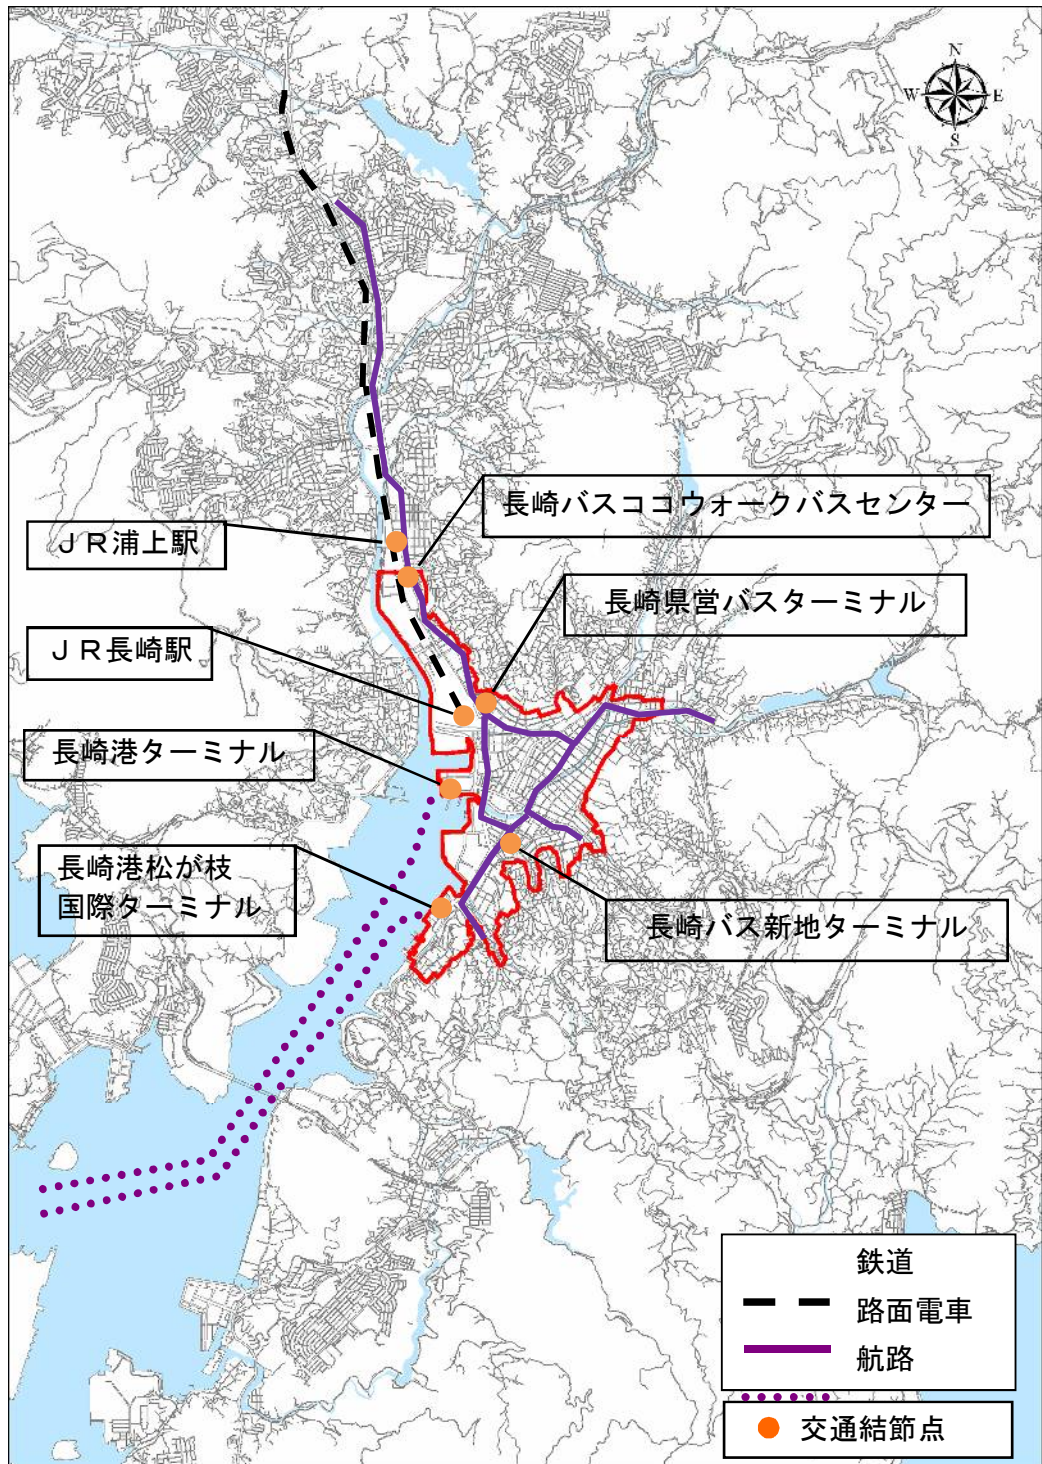 N
W E
S
長崎バスココウォークバスセンター
ＪＲ浦上駅
長崎県営バスターミナル
ＪＲ長崎駅
長崎港ターミナル
長崎港松が枝
国際ターミナル
長崎バス新地ターミナル
鉄道
路面電車
航路
交通結節点